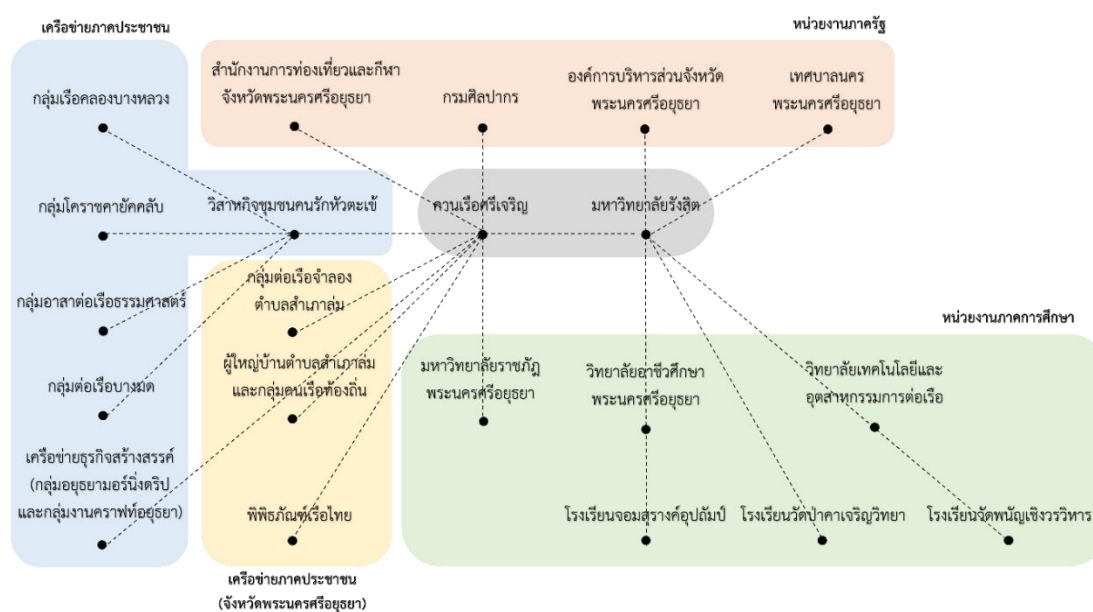 เครือข่ายภาคประชาชน
หน่วยงานภาครัฐ
กลุ่มเรือคลองบางหลวง
สำนักงานการท่องเที่ยวและกีฬา
จังหวัดพระนครศรีอยุธยา
กรมศิลปากร
องค์การบริหารส่วนจังหวัด
พระนครศรีอยุธยา
เทศบาลนคร
พระนครศรีอยุธยา
กลุ่มโคราชคายัคคลับ
วิสาหกิจชุมชนคนรักหัวตะเข้
ควนเรือศรีเจริญ
มหาวิทยาลัยรังสิต
กลุ่มอาสาต่อเรือธรรมศาสตร์
กลุ่มต่อเรือจำลอง
ตำบลสำเภาล่ม
กลุ่มต่อเรือบางมด
ผู้ใหญ่บ้านตำบลสำเภาล่ม
และกลุ่มคนเรือท้องถิ่น
หน่วยงานภาคการศึกษา
มหาวิทยาลัยราชภัฏ
พระนครศรีอยุธยา
วิทยาลัยอาชีวศึกษา
พระนครศรีอยุธยา
วิทยาลัยเทคโนโลยีและ
อุตสาหกรรมการต่อเรือ
เครือข่ายธุรกิจสร้างสรรค์
(กลุ่มอยุธยามอร์นิ่งดริป
และกลุ่มงานคราฟท์อยุธยา)
พิพิธภัณฑ์เรือไทย
โรงเรียนจอมสุรางค์อุปถัมป์
โรงเรียนวัดป่าคาเจริญวิทยา
โรงเรียนวัดพนัญเชิงวรวิหาร
เครือข่ายภาคประชาชน
(จังหวัดพระนครศรีอยุธยา)